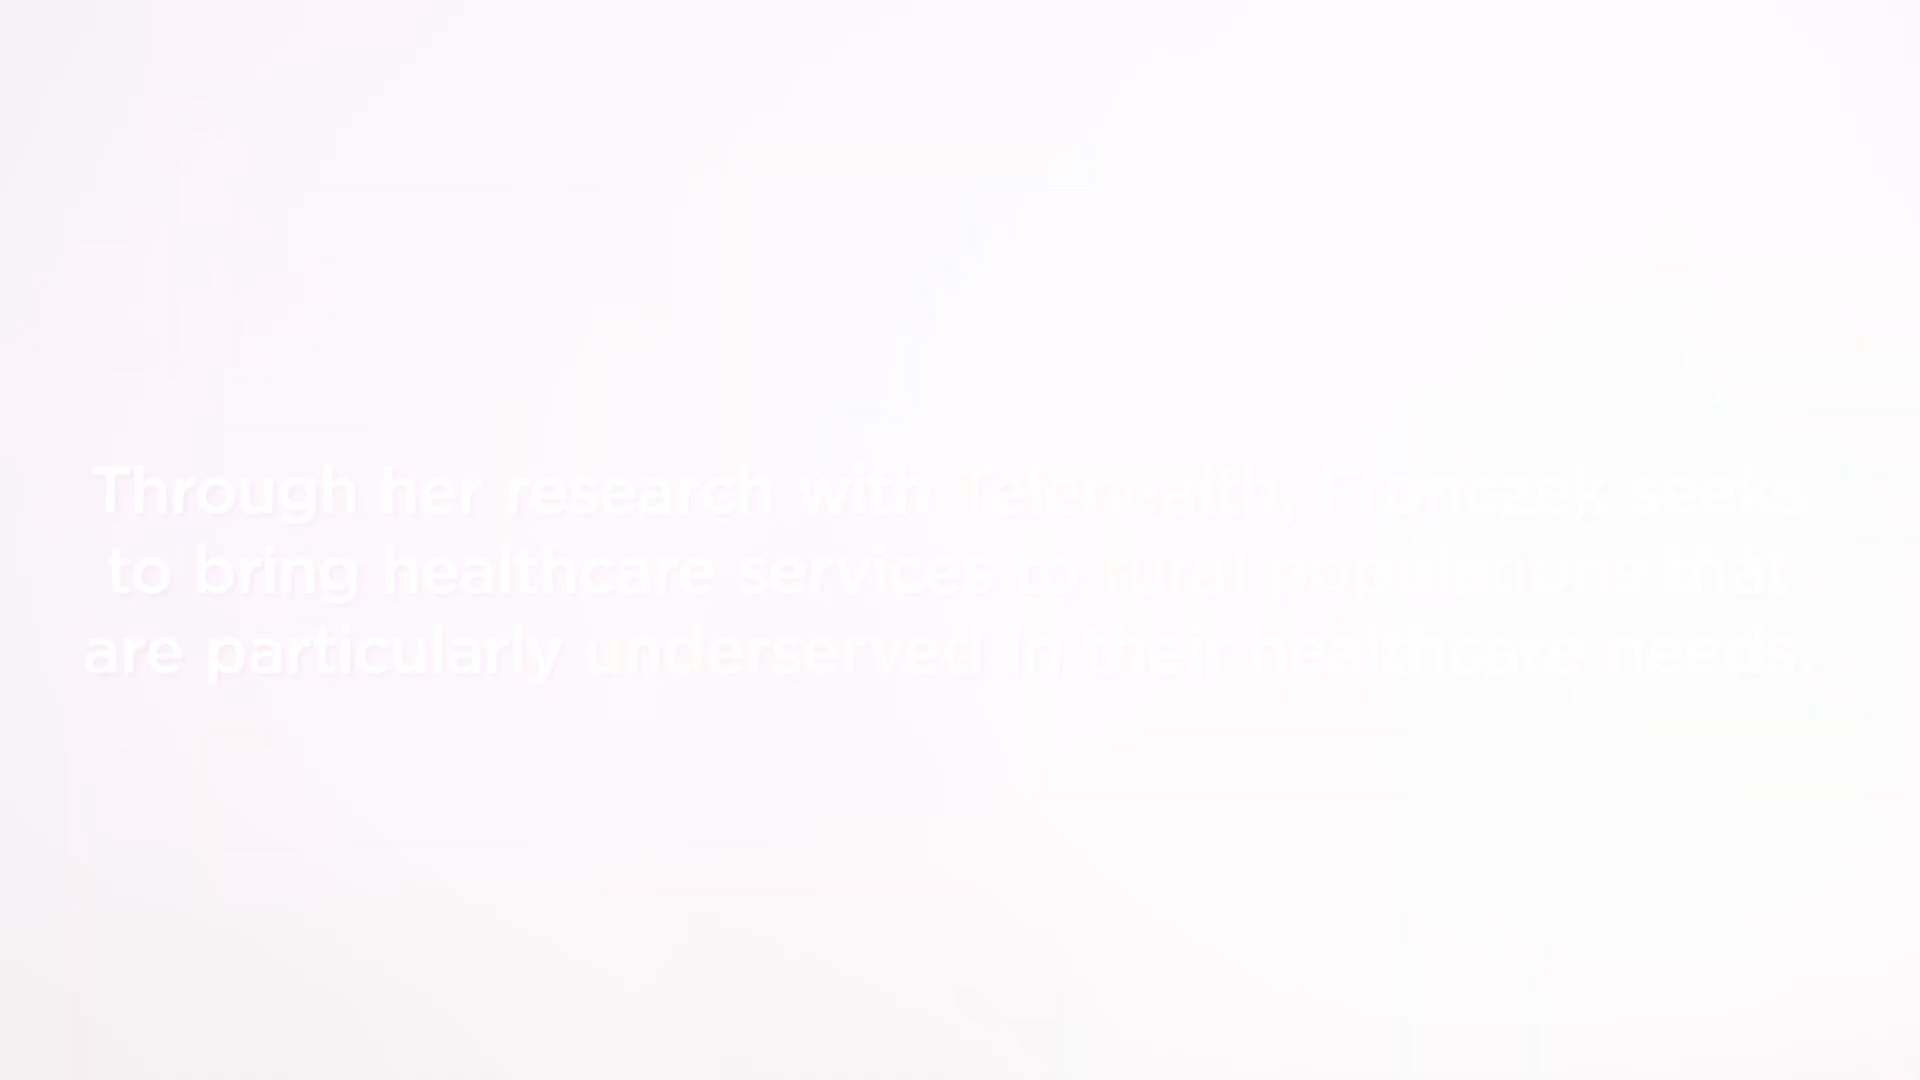 Through her research with Telehealth, Fronczek seeks
to bring healthcare services to rural populations that
are particularly underserved in their healthcare needs.